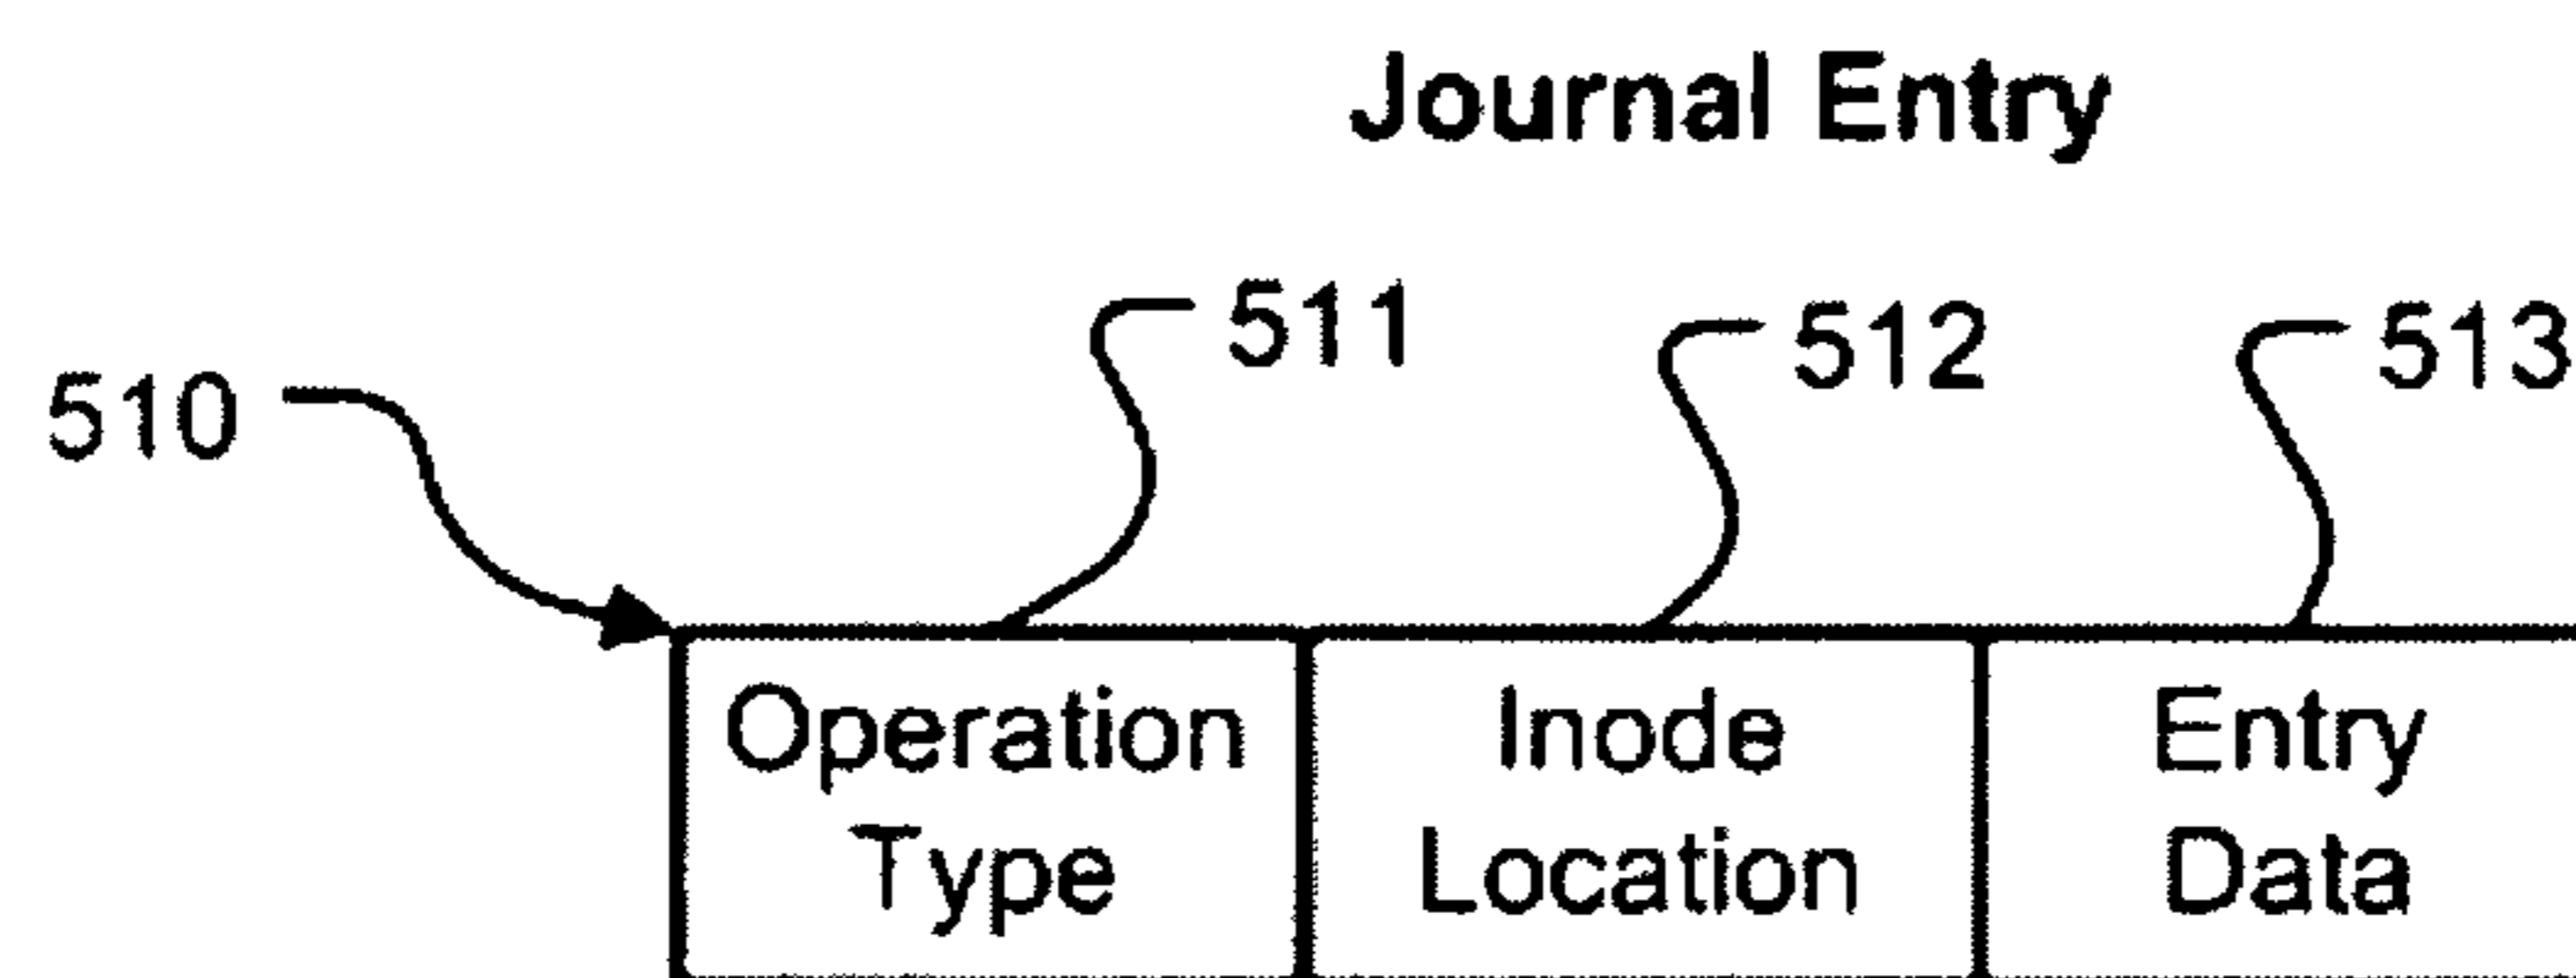 Journal Entry
510
511
512
513
Operation
Type
Inode
Location
Entry
Data